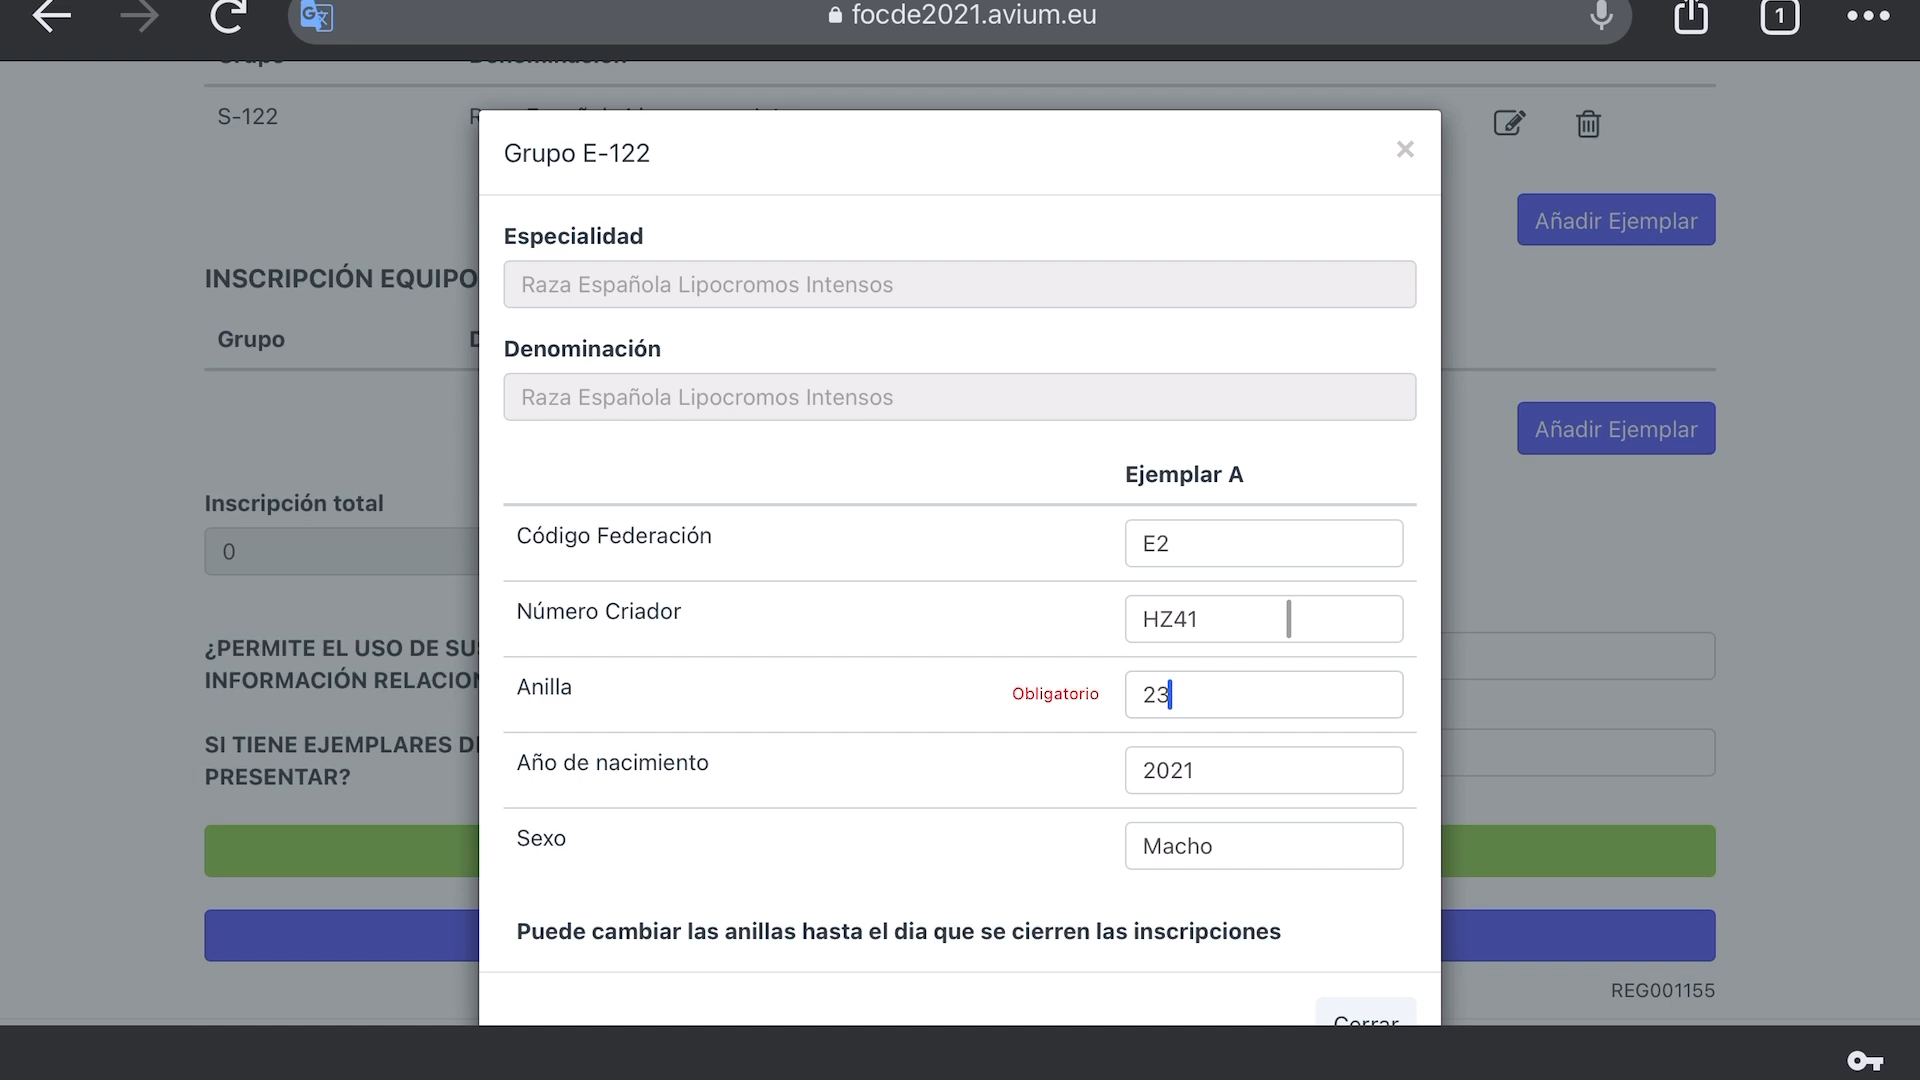 focde2021.avium.eu
1
S-122
Grupo E-122
Especialidad
Añadir Ejemplar
Raza Española Lipocromos Intensos
INSCRIPCIÓN EQUIPO
Grupo
Denominación
Raza Española Lipocromos Intensos
Añadir Ejemplar
Ejemplar A
Inscripción total
0
Código Federación
E2
Número Criador
HZ41
¿PERMITE EL USO DE
INFORMACIÓN
Anilla
Obligatorio
23
SI TIENE EJEMPLARES
PRESENTAR?
Año de nacimiento
2021
Sexo
Macho
Puede cambiar las anillas hasta el dia que se cierren las inscripciones
REG001155
Cerrar